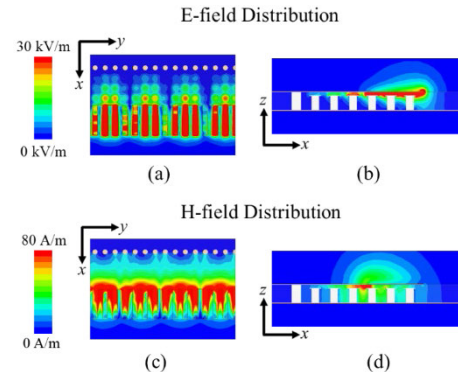 E-field Distribution
30 kV/m
y
x
0 kV/m
z
x
(a)
(b)
H-field Distribution
80 A/m
y
x
0 A/m
z
x
(c)
(d)